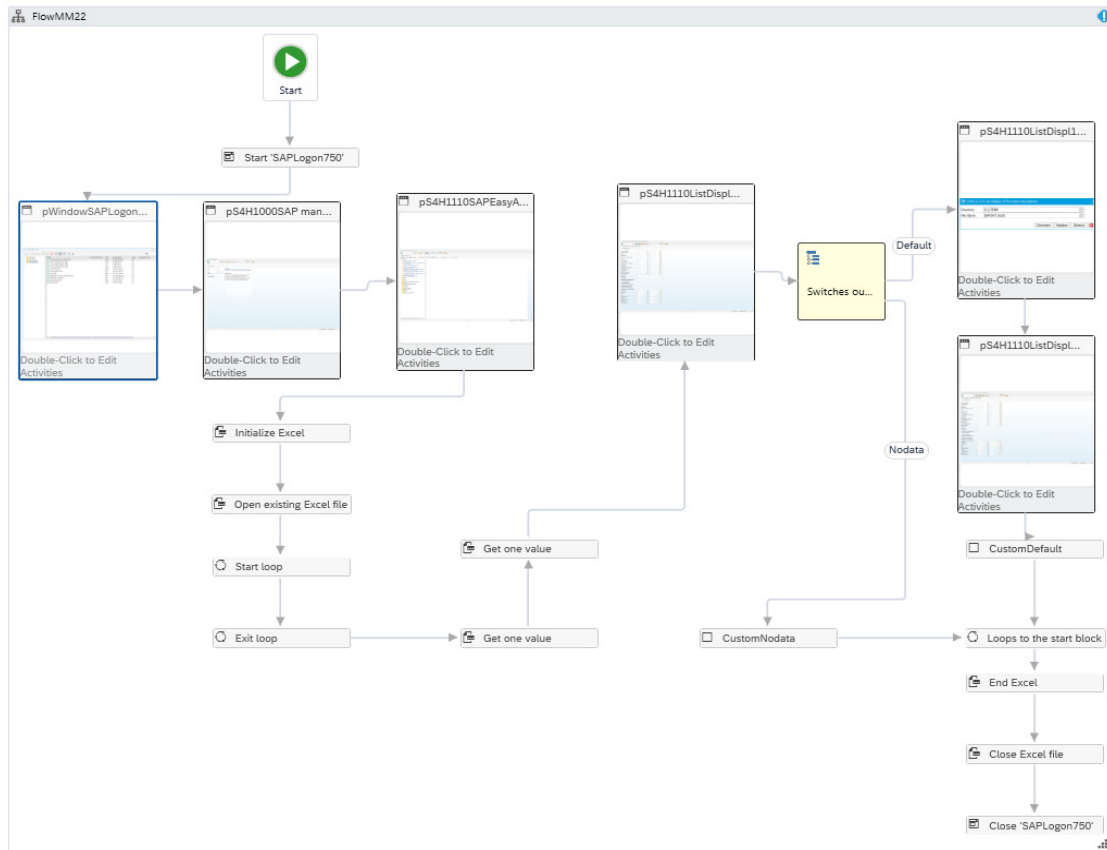 FlowMM22
Start
Start 'SAPLogon750'
pWindowSAPLogon...
Double-Click to Edit
Activities
pS4H1000SAP man...
Double-Click to Edit
Activities
pS4H1110SAPEasyA...
Double-Click to Edit
Activities
Initialize Excel
Open existing Excel file
Start loop
Exit loop
Get one value
Get one value
pS4H1110ListDispl...
Double-Click to Edit
Activities
Switches ou...
Default
Nodata
pS4H1110ListDispl1...
Double-Click to Edit
Activities
pS4H1110ListDispl...
Double-Click to Edit
Activities
CustomDefault
CustomNodata
Loops to the start block
End Excel
Close Excel file
Close 'SAPLogon750'